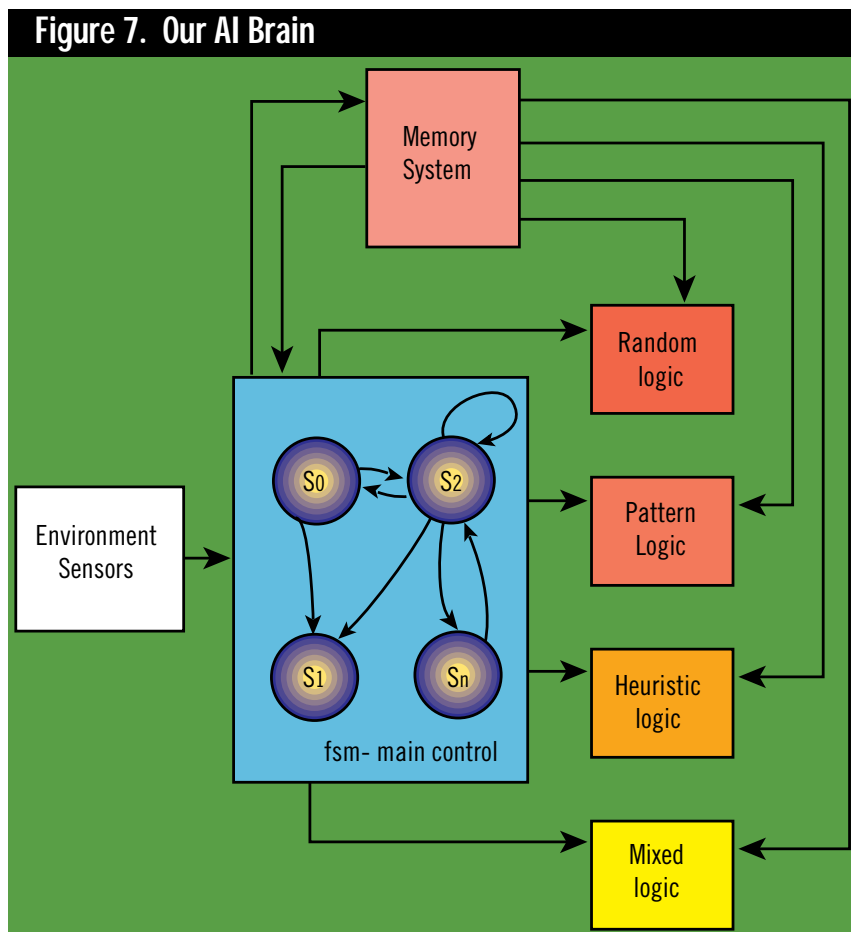 Figure 7. Our AI Brain
Memory
System
Random
logic
S0
S2
Environment
Sensors
Pattern
Logic
S1
Sn
Heuristic
logic
fsm- main control
Mixed
logic